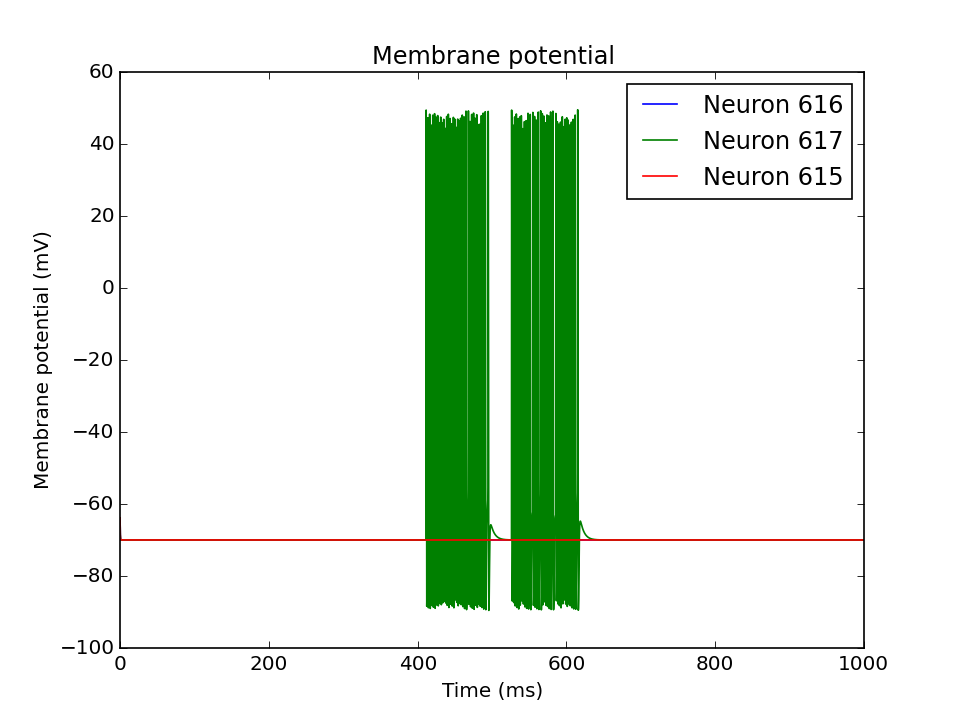 Membrane potential
Neuron 616
Neuron 617
Neuron 615
Membrane potential (mV)
60
40
20
0
−20
−40
−60
−80
−100
0 200 400 600 800 1000
Time (ms)